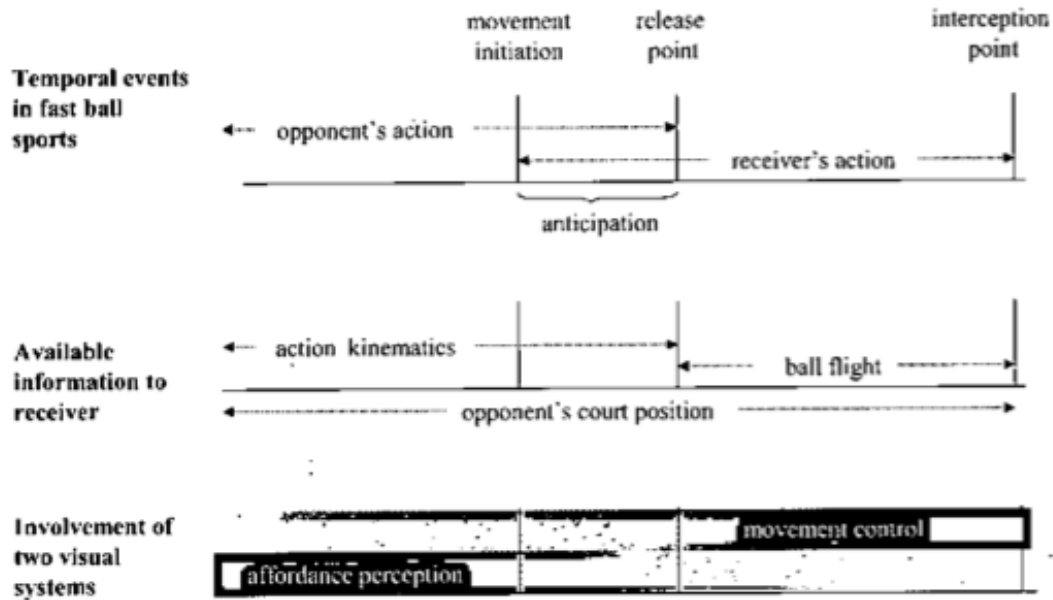 movement initiation
release point
interception point
Temporal events
in fast ball
sports
opponent's action
receiver's action
anticipation
Available
information to
receiver
action kinematics
ball flight
opponent's court position
Involvement of
two visual
systems
movement control
affordance perception